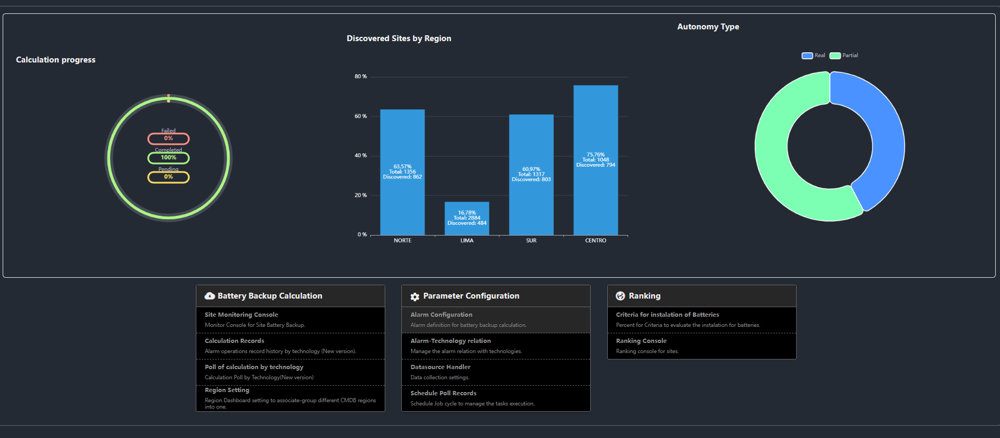 Calculation progress
Failed
0%
Completed
100%
Pending
0%
Discovered Sites by Region
80 %
60 %
40 %
20 %
0 %
63.57%
Total: 1356
Discovered: 862
16.78%
Total: 2884
Discovered: 484
60.97%
Total: 1317
Discovered: 803
75.76%
Total: 1048
Discovered: 794
NORTE
LIMA
SUR
CENTRO
Autonomy Type
Real
Partial
Battery Backup Calculation
Site Monitoring Console
Monitor Console for Site Battery Backup.
Calculation Records
Alarm operations record history by technology (New version).
Poll of calculation by technology
Calculation Poll by Technology(New version)
Region Setting
Region Dashboard setting to associate-group different CMDB regions
into one.
Parameter Configuration
Alarm Configuration
Alarm definition for battery backup calculation.
Alarm-Technology relation
Manage the alarm relation with technologies.
Datasource Handler
Data collection settings.
Schedule Poll Records
Schedule Job cycle to manage the tasks execution.
Ranking
Criteria for instalation of Batteries
Percent for Criteria to evaluate the instalation for batteries.
Ranking Console
Ranking console for sites.